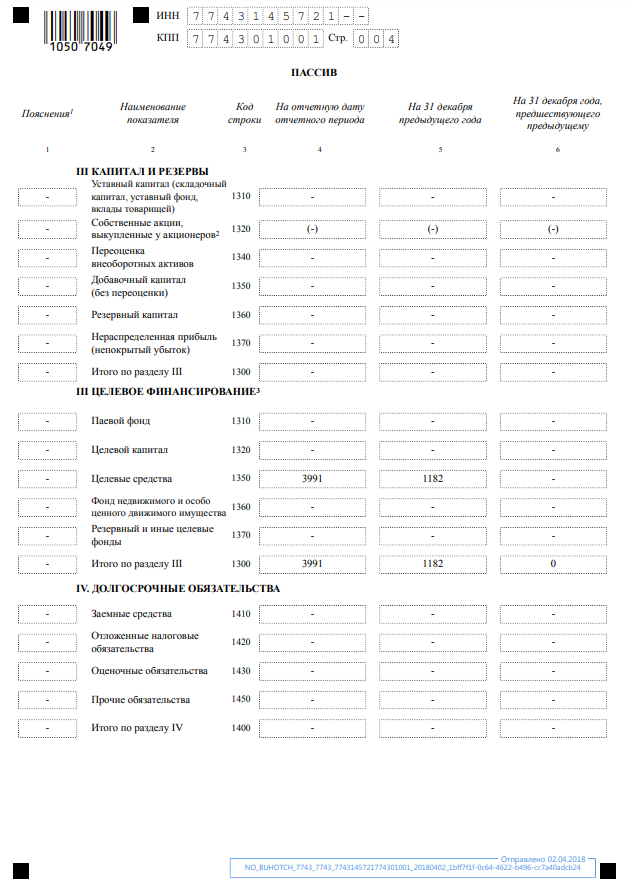 ИНН 7743145721--
1050 7049
КПП 774301001 Стр. 004
ПАССИВ
Пояснения1 Наименование показателя Код строки На отчетную дату отчетного периода На 31 декабря предыдущего года На 31 декабря года, предшествующего предыдущему
1 2 3 4 5 6
III КАПИТАЛ И РЕЗЕРВЫ
Уставный капитал (складочный
капитал, уставный фонд,
вклады товарищей)
- 1310 - - -
Собственные акции,
выкупленные у акционеров2
- 1320 (-) (-) (-)
Переоценка
внеоборотных активов
- 1340 - - -
Добавочный капитал
(без переоценки)
- 1350 - - -
- Резервный капитал 1360 - - -
Нераспределенная прибыль
(непокрытый убыток)
- 1370 - - -
- Итого по разделу III 1300 - - -
III ЦЕЛЕВОЕ ФИНАНСИРОВАНИЕ3
- Паевой фонд 1310 - - -
- Целевой капитал 1320 - - -
- Целевые средства 1350 3991 1182 -
Фонд недвижимого и особо
ценного движимого имущества
- 1360 - - -
Резервный и иные целевые
фонды
- 1370 - - -
- Итого по разделу III 1300 3991 1182 0
IV. ДОЛГОСРОЧНЫЕ ОБЯЗАТЕЛЬСТВА
- Заемные средства 1410 - - -
Отложенные налоговые
обязательства
- 1420 - - -
- Оценочные обязательства 1430 - - -
- Прочие обязательства 1450 - - -
- Итого по разделу IV 1400 - - -
Отправлено 02.04.2018
NO_BUHOTCH_7743_7743_7743145721774301001_20180402_1bff7f1f-0c64-4622-b496-cc7a40adcb24